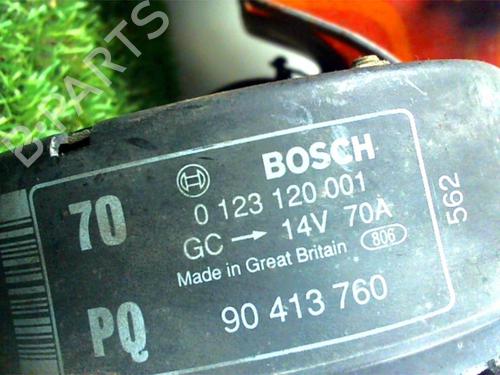 B-PARTS
BOSCH
70
0 123 120 001
GC → 14V 70A
Made in Great Britain 806
562
PQ
90 413 760